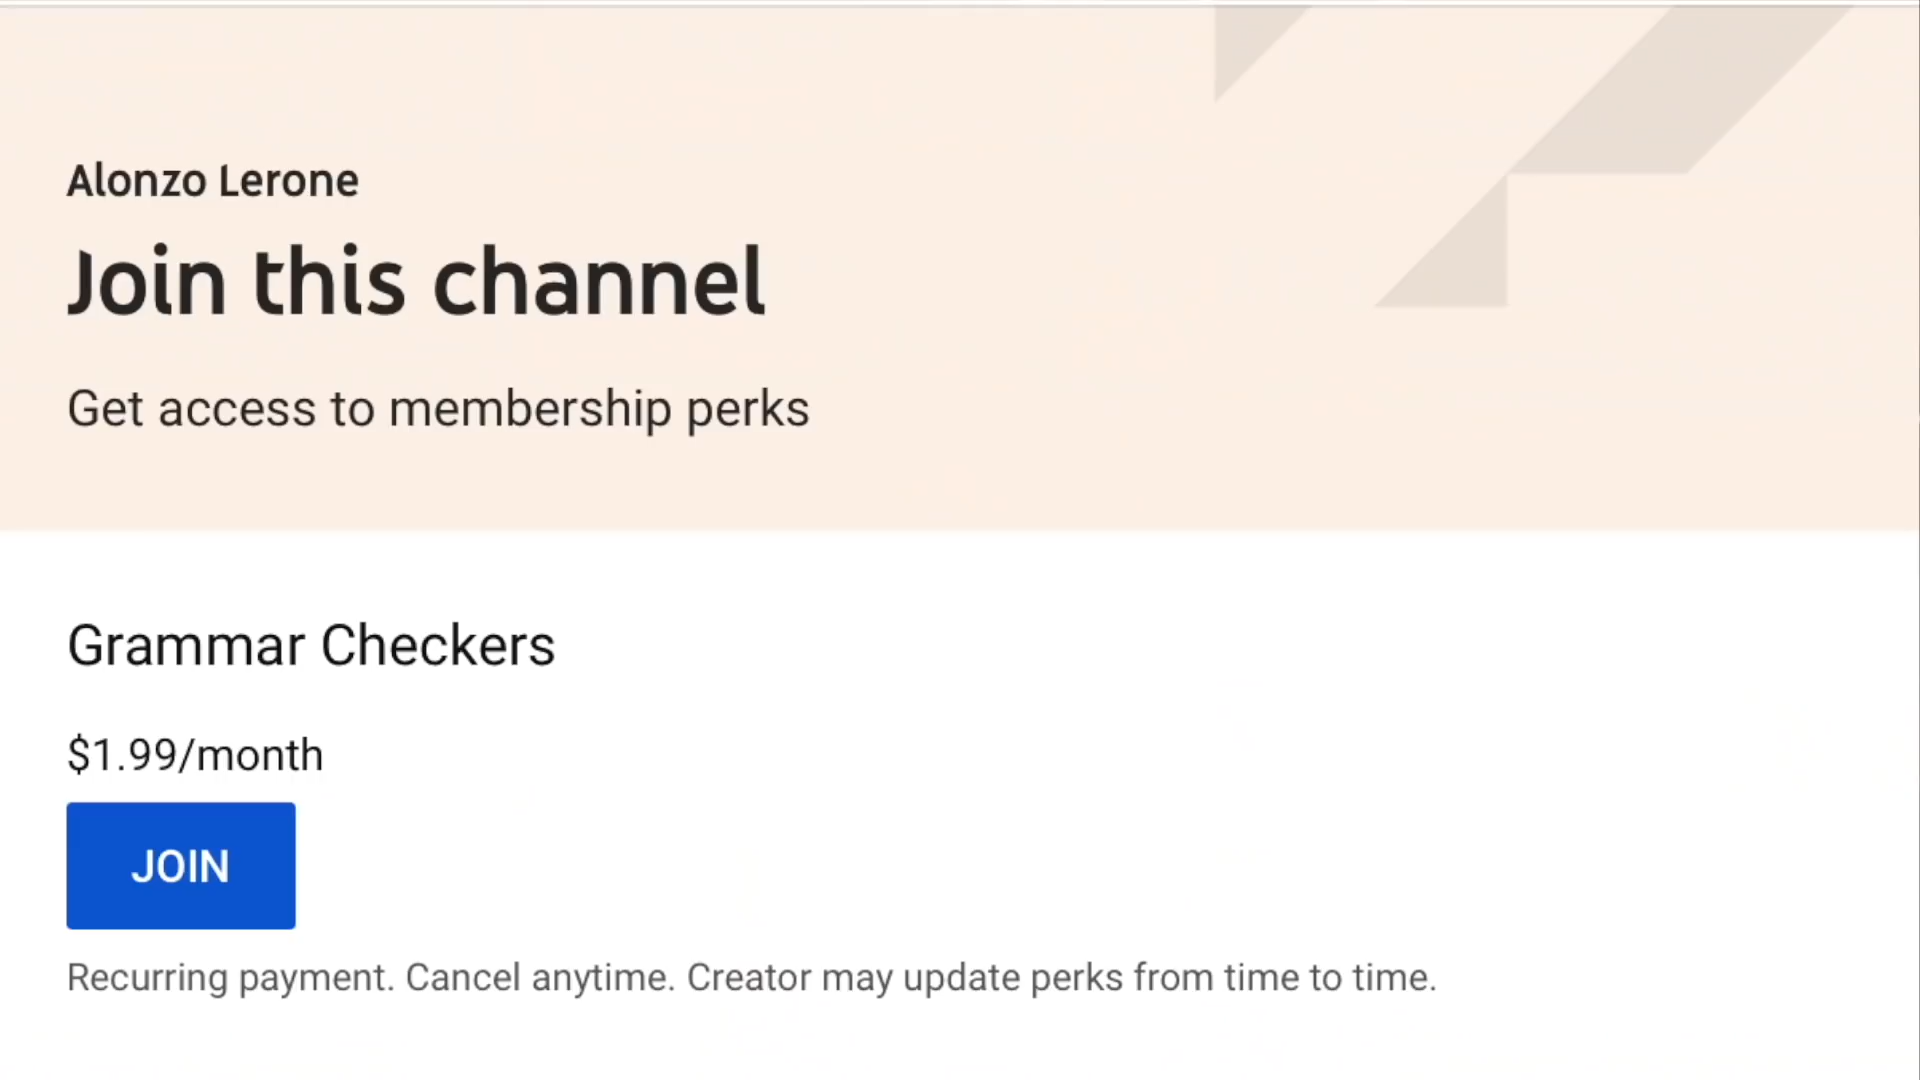 Alonzo Lerone
Join this channel
Get access to membership perks
Grammar Checkers
$1.99/month
JOIN
Recurring payment. Cancel anytime. Creator may update perks from time to time.